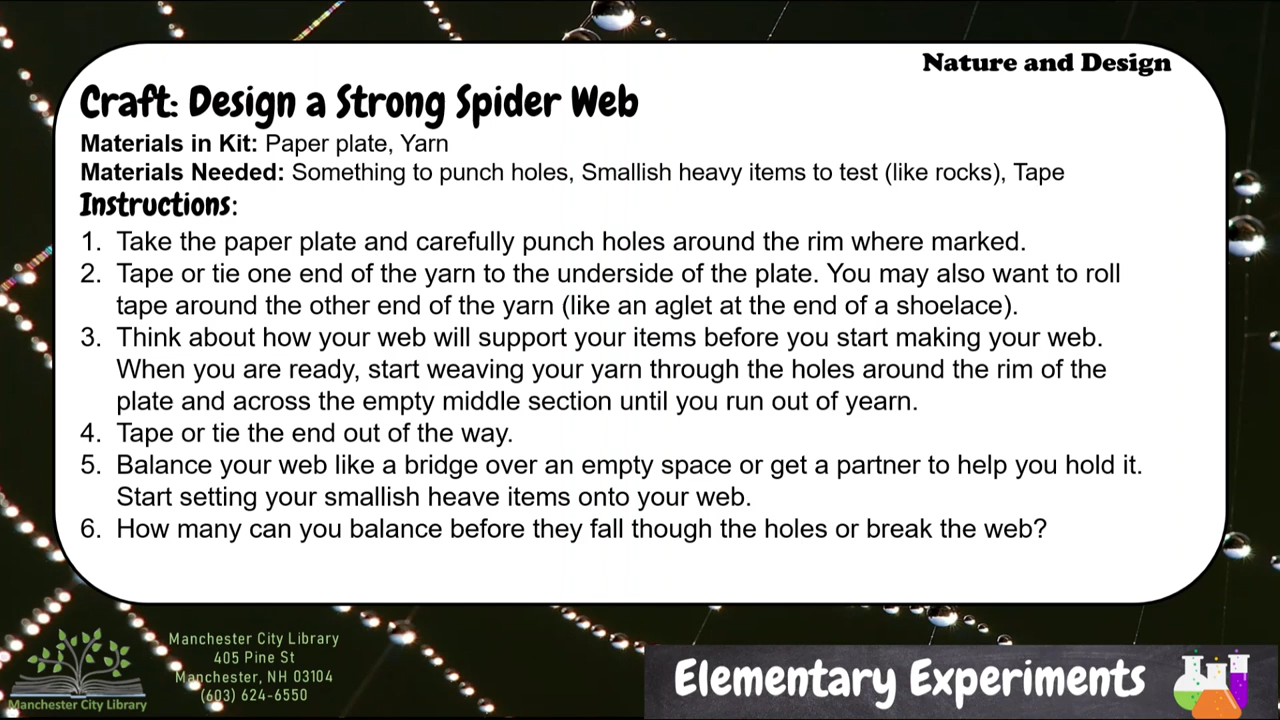 Nature and Design
Craft: Design a Strong Spider Web
Materials in Kit: Paper plate, Yarn
Materials Needed: Something to punch holes, Smallish heavy items to test (like rocks), Tape
Instructions:
1. Take the paper plate and carefully punch holes around the rim where marked.
2. Tape or tie one end of the yarn to the underside of the plate. You may also want to roll
tape around the other end of the yarn (like an aglet at the end of a shoelace).
3. Think about how your web will support your items before you start making your web.
When you are ready, start weaving your yarn through the holes around the rim of the
plate and across the empty middle section until you run out of yearn.
4. Tape or tie the end out of the way.
5. Balance your web like a bridge over an empty space or get a partner to help you hold it.
Start setting your smallish heave items onto your web.
6. How many can you balance before they fall though the holes or break the web?
Manchester City Library
405 Pine St
Manchester, NH 03104
(603) 624-6550
Manchester City Library
Elementary Experiments